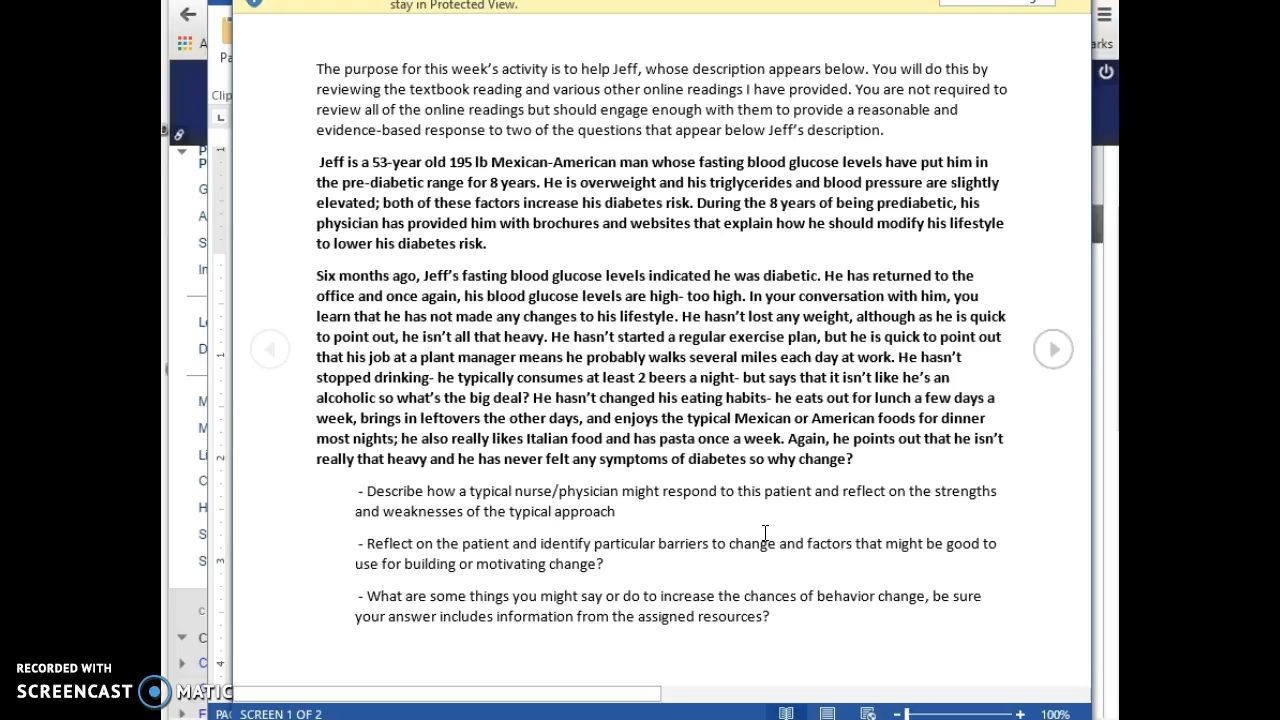 stay in Protected View.
The purpose for this week's activity is to help Jeff, whose description appears below. You will do this by
reviewing the textbook reading and various other online readings I have provided. You are not required to
review all of the online readings but should engage enough with them to provide a reasonable and
evidence-based response to two of the questions that appear below Jeff's description.
Jeff is a 53-year old 195 lb Mexican-American man whose fasting blood glucose levels have put him in
the pre-diabetic range for 8 years. He is overweight and his triglycerides and blood pressure are slightly
elevated; both of these factors increase his diabetes risk. During the 8 years of being prediabetic, his
physician has provided him with brochures and websites that explain how he should modify his lifestyle
to lower his diabetes risk.
Six months ago, Jeff's fasting blood glucose levels indicated he was diabetic. He has returned to the
office and once again, his blood glucose levels are high- too high. In your conversation with him, you
learn that he has not made any changes to his lifestyle. He hasn't lost any weight, although as he is quick
to point out, he isn't all that heavy. He hasn't started a regular exercise plan, but he is quick to point out
that his job at a plant manager means he probably walks several miles each day at work. He hasn't
stopped drinking- he typically consumes at least 2 beers a night- but says that it isn't like he's an
alcoholic so what's the big deal? He hasn't changed his eating habits- he eats out for lunch a few days a
week, brings in leftovers the other days, and enjoys the typical Mexican or American foods for dinner
most nights; he also really likes Italian food and has pasta once a week. Again, he points out that he isn't
really that heavy and he has never felt any symptoms of diabetes so why change?
- Describe how a typical nurse/physician might respond to this patient and reflect on the strengths
and weaknesses of the typical approach
- Reflect on the patient and identify particular barriers to change and factors that might be good to
use for building or motivating change?
- What are some things you might say or do to increase the chances of behavior change, be sure
your answer includes information from the assigned resources?
RECORDED WITH
SCREENCAST MATIC
SCREEN 1 OF 2
100%